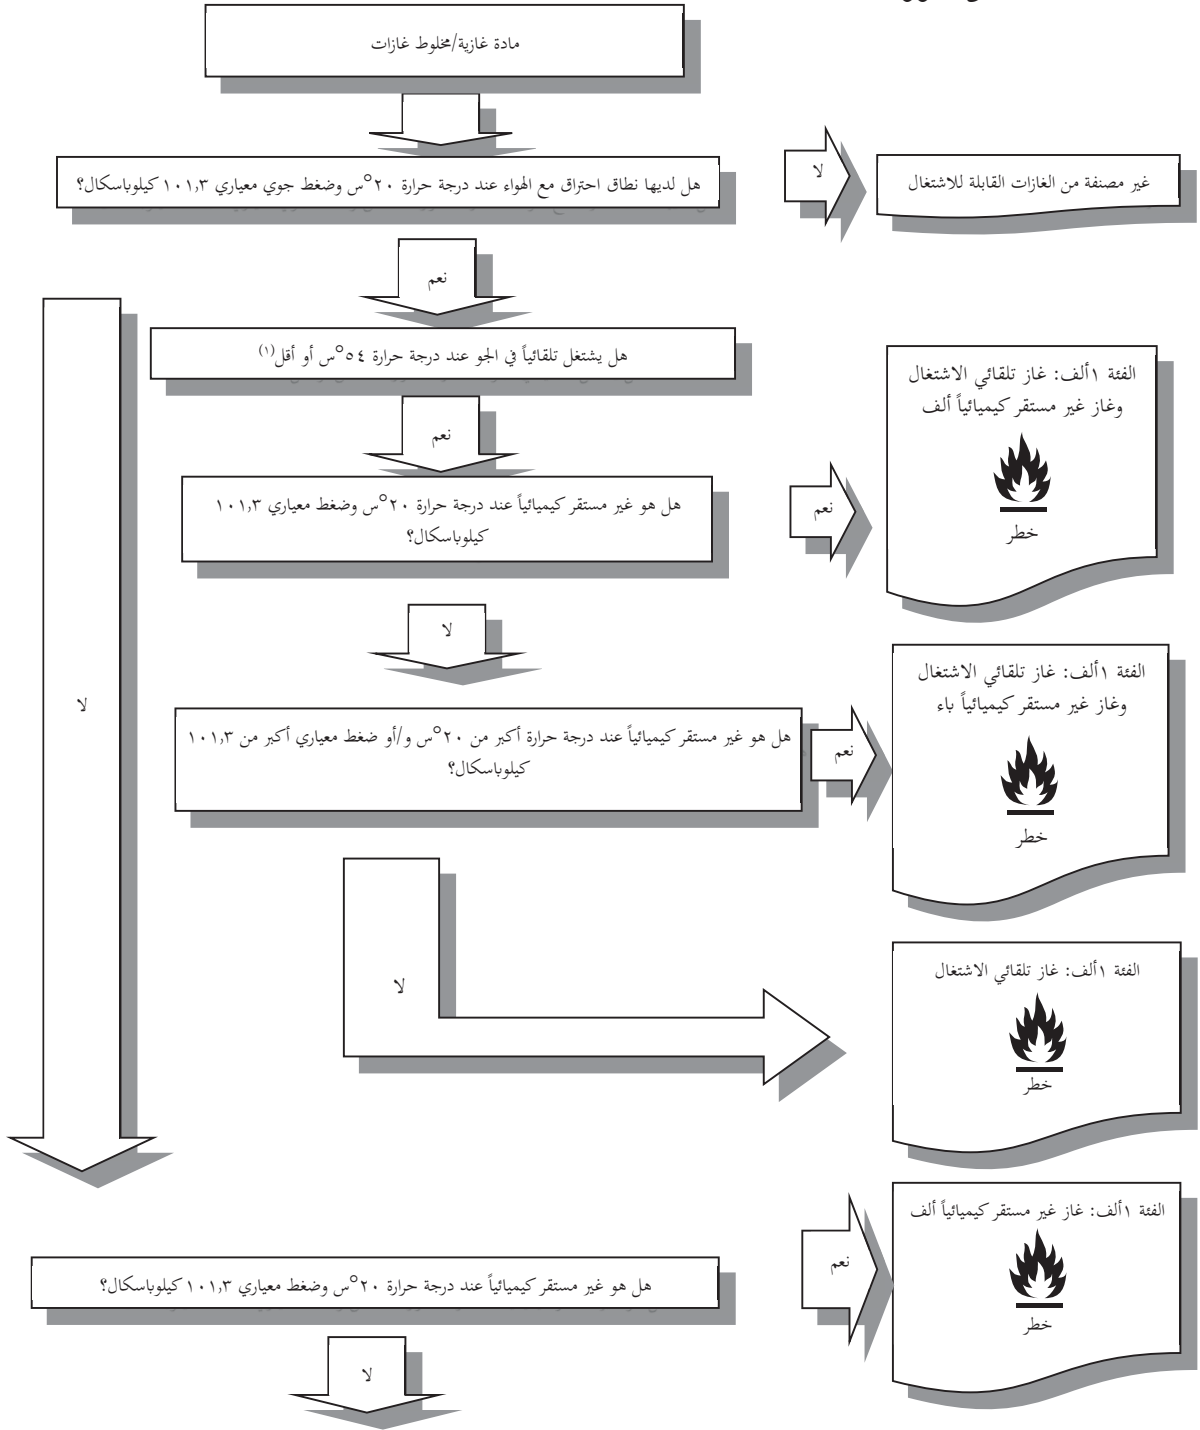 مادة غازية/مخلوط غازات
هل لديها نطاق احتراق مع الهواء عند درجة حرارة ٢٠°س وضغط جوي معياري ١٠١,٣ كيلوباسكال؟
لا
غير مصنفة من الغازات القابلة للاشتغال
نعم
هل يشتغل تلقائياً في الجو عند درجة حرارة ٥٤°س أو أقل(١)
نعم
هل هو غير مستقر كيميائياً عند درجة حرارة ٢٠°س وضغط معياري ١٠١,٣
كيلوباسكال؟
نعم
الفئة ١ألف: غاز تلقائي الاشتغال
وغاز غير مستقر كيميائياً ألف
خطر
لا
هل هو غير مستقر كيميائياً عند درجة حرارة أكبر من ٢٠°س و/أو ضغط معياري أكبر من ١٠١,٣
كيلوباسكال؟
نعم
الفئة ١ألف: غاز تلقائي الاشتغال
وغاز غير مستقر كيميائياً باء
خطر
لا
الفئة ١ألف: غاز تلقائي الاشتغال
خطر
لا
هل هو غير مستقر كيميائياً عند درجة حرارة ٢٠°س وضغط معياري ١٠١,٣ كيلوباسكال؟
نعم
الفئة ١ألف: غاز غير مستقر كيميائياً ألف
خطر
لا